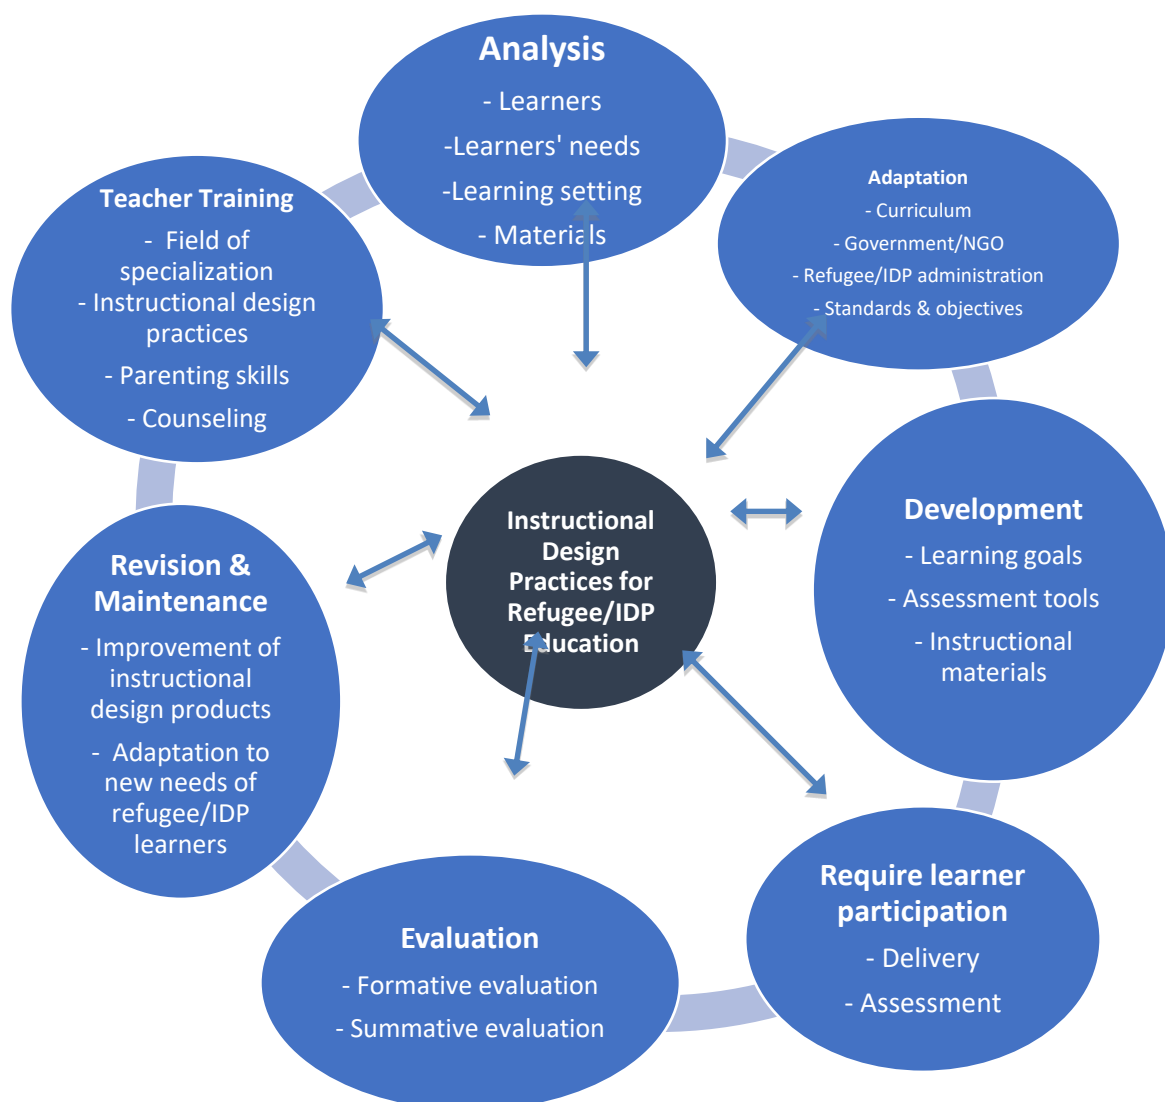 Analysis
- Learners
-Learners' needs
-Learning setting
- Materials
Adaptation
- Curriculum
- Government/NGO
- Refugee/IDP administration
- Standards & objectives
Development
- Learning goals
- Assessment tools
- Instructional
materials
Require learner
participation
- Delivery
- Assessment
Evaluation
- Formative evaluation
- Summative evaluation
Revision &
Maintenance
- Improvement of
instructional
design products
- Adaptation to
new needs of
refugee/IDP
learners
Teacher Training
- Field of
specialization
- Instructional design
practices
- Parenting skills
- Counseling
Instructional
Design
Practices for
Refugee/IDP
Education